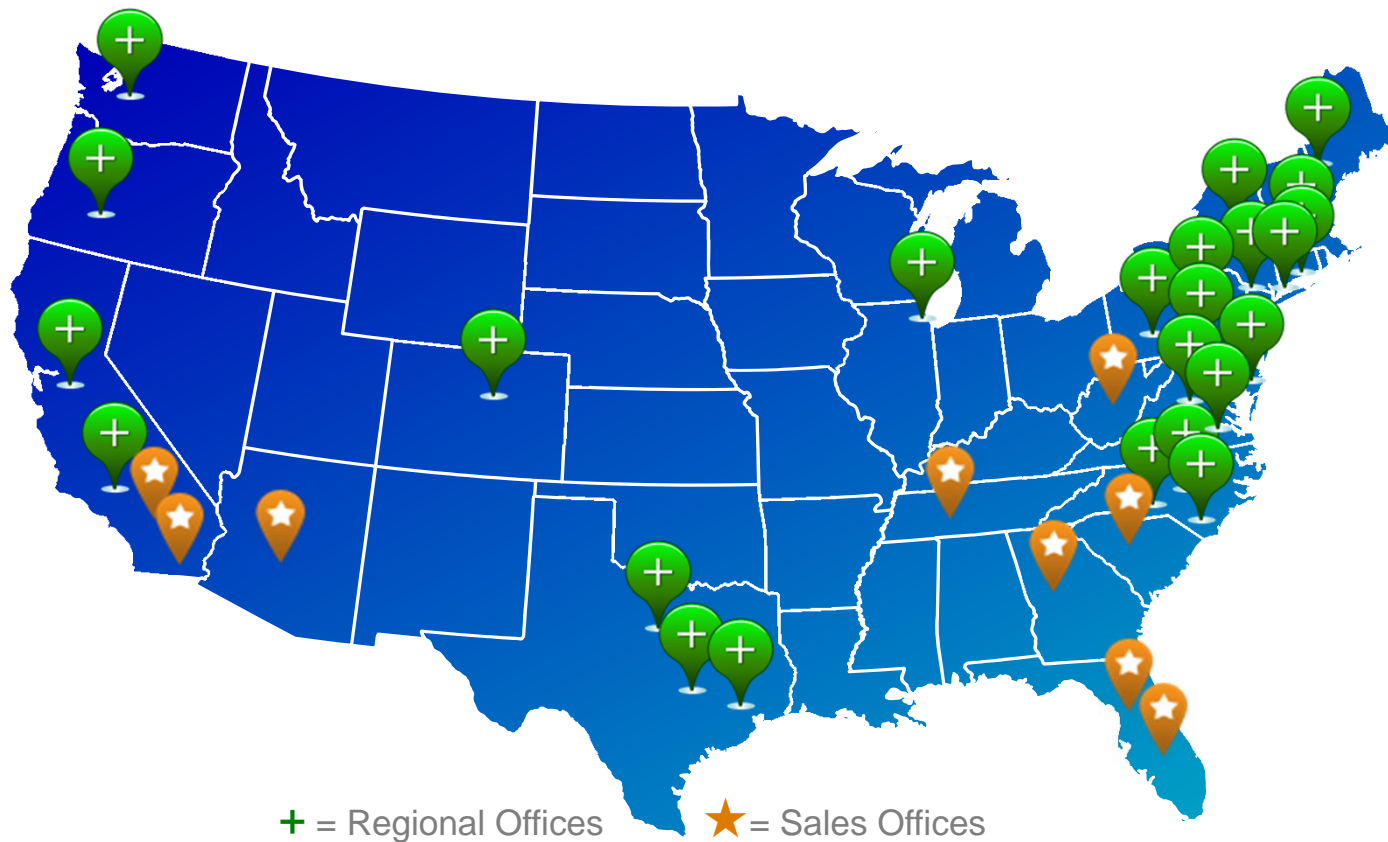 + = Regional Offices ★ = Sales Offices